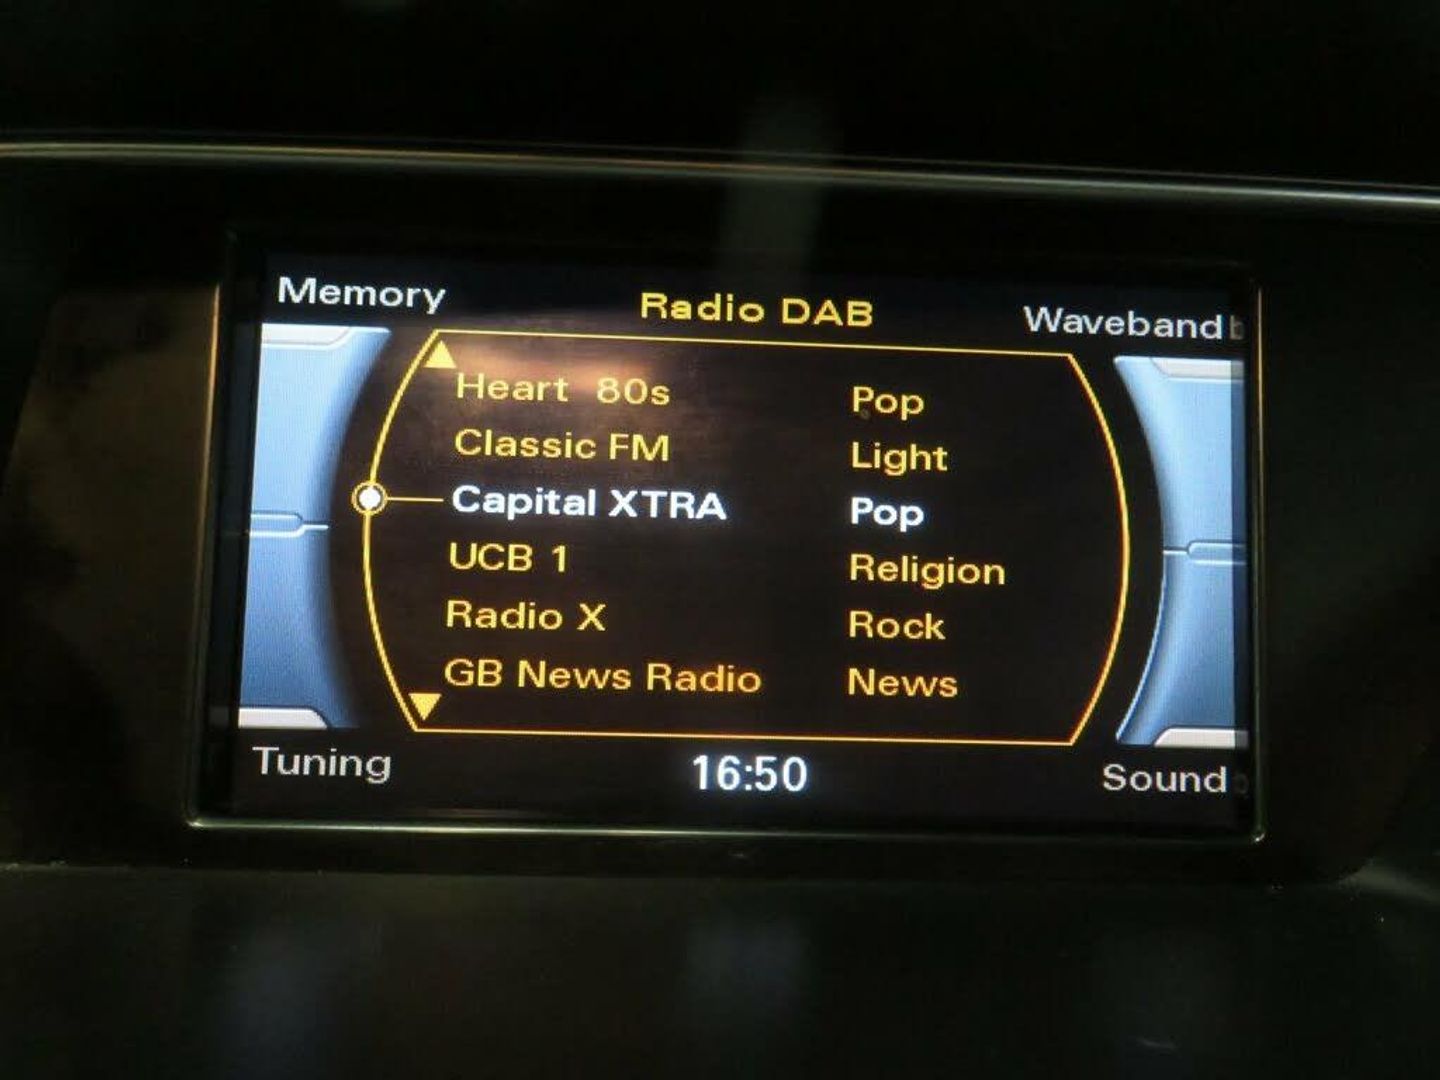 Memory Radio DAB Waveband
Heart 80s Pop
Classic FM Light
Capital XTRA Pop
UCB 1 Religion
Radio X Rock
GB News Radio News
Tuning 16:50 Sound